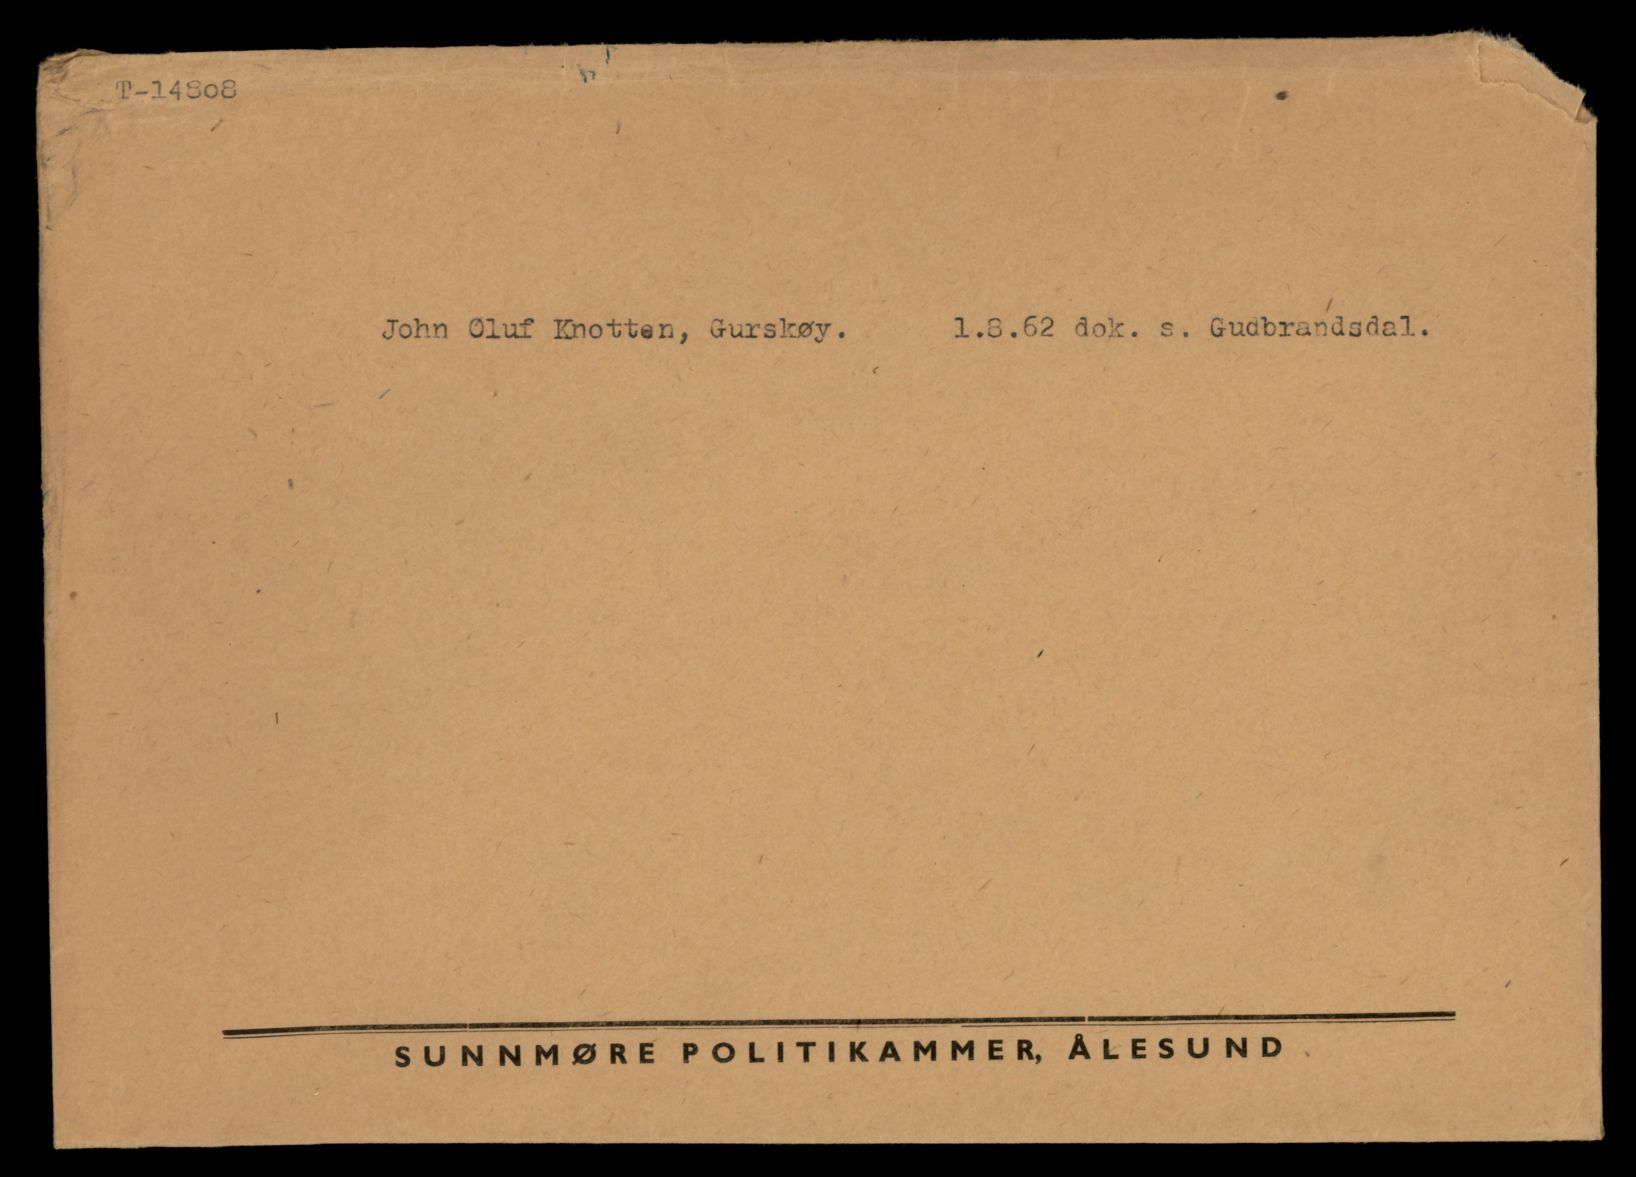 T-14808
John Oluf Knotten, Gurskøy. 1.8.62 dok. s. Gudbrandsdal.
SUNNMØRE POLITIKAMMER, ÅLESUND